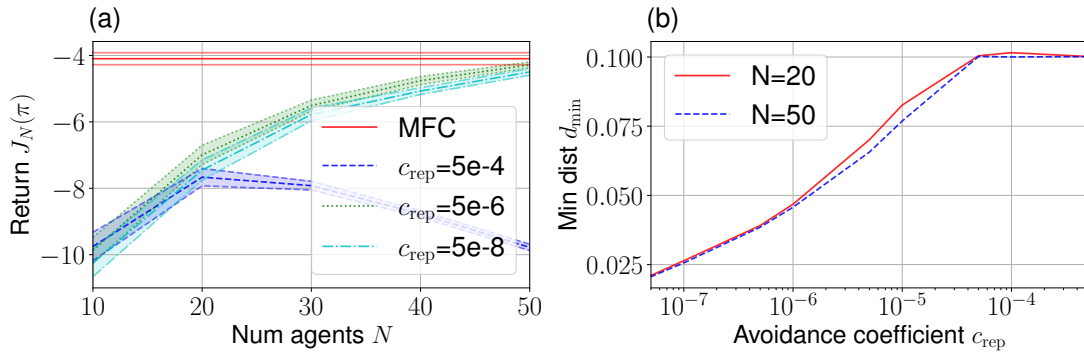 (a)
Return J_N(π)
−4
−6
−8
−10
10
20
30
40
50
Num agents N
MFC
c_rep=5e-4
c_rep=5e-6
c_rep=5e-8
(b)
Min dist d_min
0.100
0.075
0.050
0.025
10^−7
10^−6
10^−5
10^−4
Avoidance coefficient c_rep
N=20
N=50